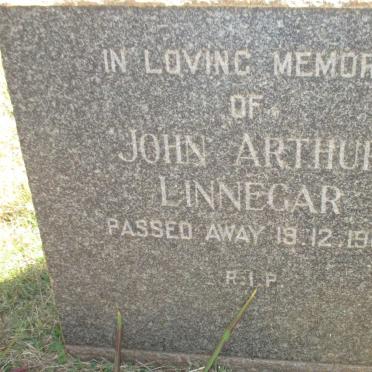 IN LOVING MEMOR
OF
JOHN ARTHUR
LINNEGAR
PASSED AWAY 19.12.19
R.I.P.